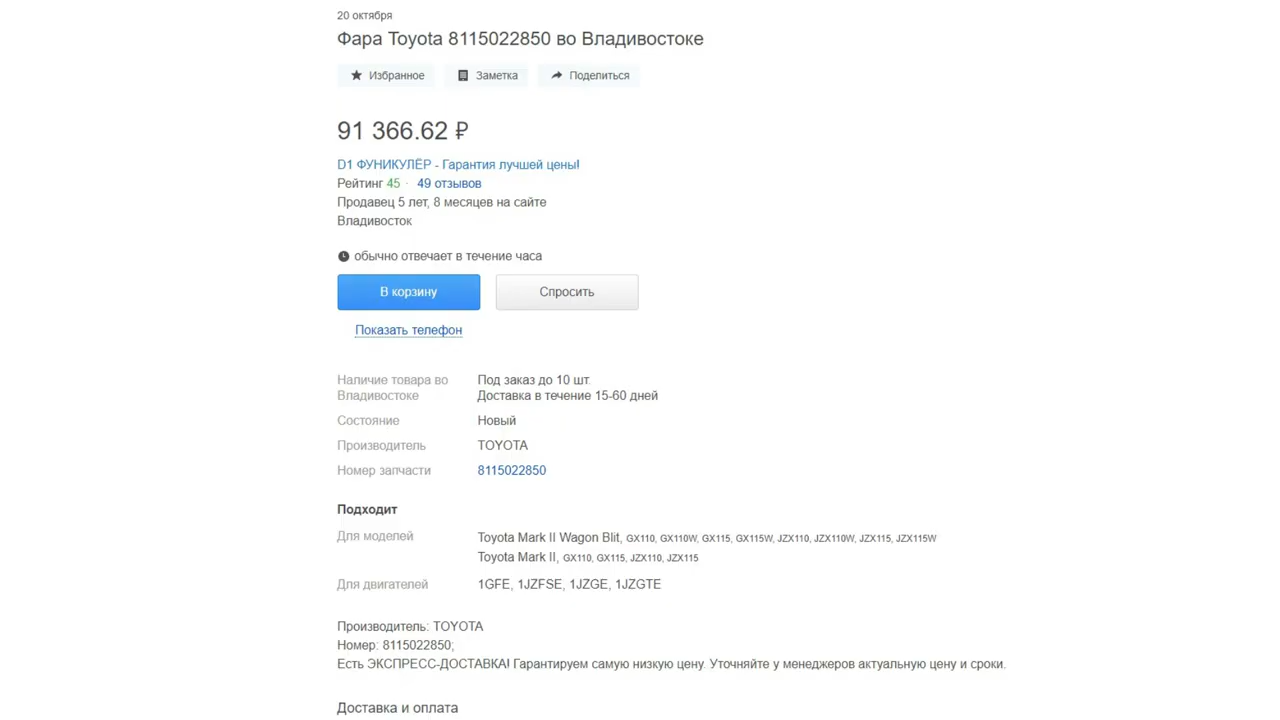 20 октября
Фара Toyota 8115022850 во Владивостоке
Избранное Заметка Поделиться
91 366.62 ₽
D1 ФУНИКУЛЁР - Гарантия лучшей цены!
Рейтинг 45 · 49 отзывов
Продавец 5 лет, 8 месяцев на сайте
Владивосток
обычно отвечает в течение часа
В корзину Спросить
Показать телефон
Наличие товара во Владивостоке Под заказ до 10 шт.
Доставка в течение 15-60 дней
Состояние Новый
Производитель TOYOTA
Номер запчасти 8115022850
Подходит
Для моделей Toyota Mark II Wagon Blit, GX110, GX110W, GX115, GX115W, JZX110, JZX110W, JZX115, JZX115W
Toyota Mark II, GX110, GX115, JZX110, JZX115
Для двигателей 1GFE, 1JZFSE, 1JZGE, 1JZGTE
Производитель: TOYOTA
Номер: 8115022850;
Есть ЭКСПРЕСС-ДОСТАВКА! Гарантируем самую низкую цену. Уточняйте у менеджеров актуальную цену и сроки.
Доставка и оплата